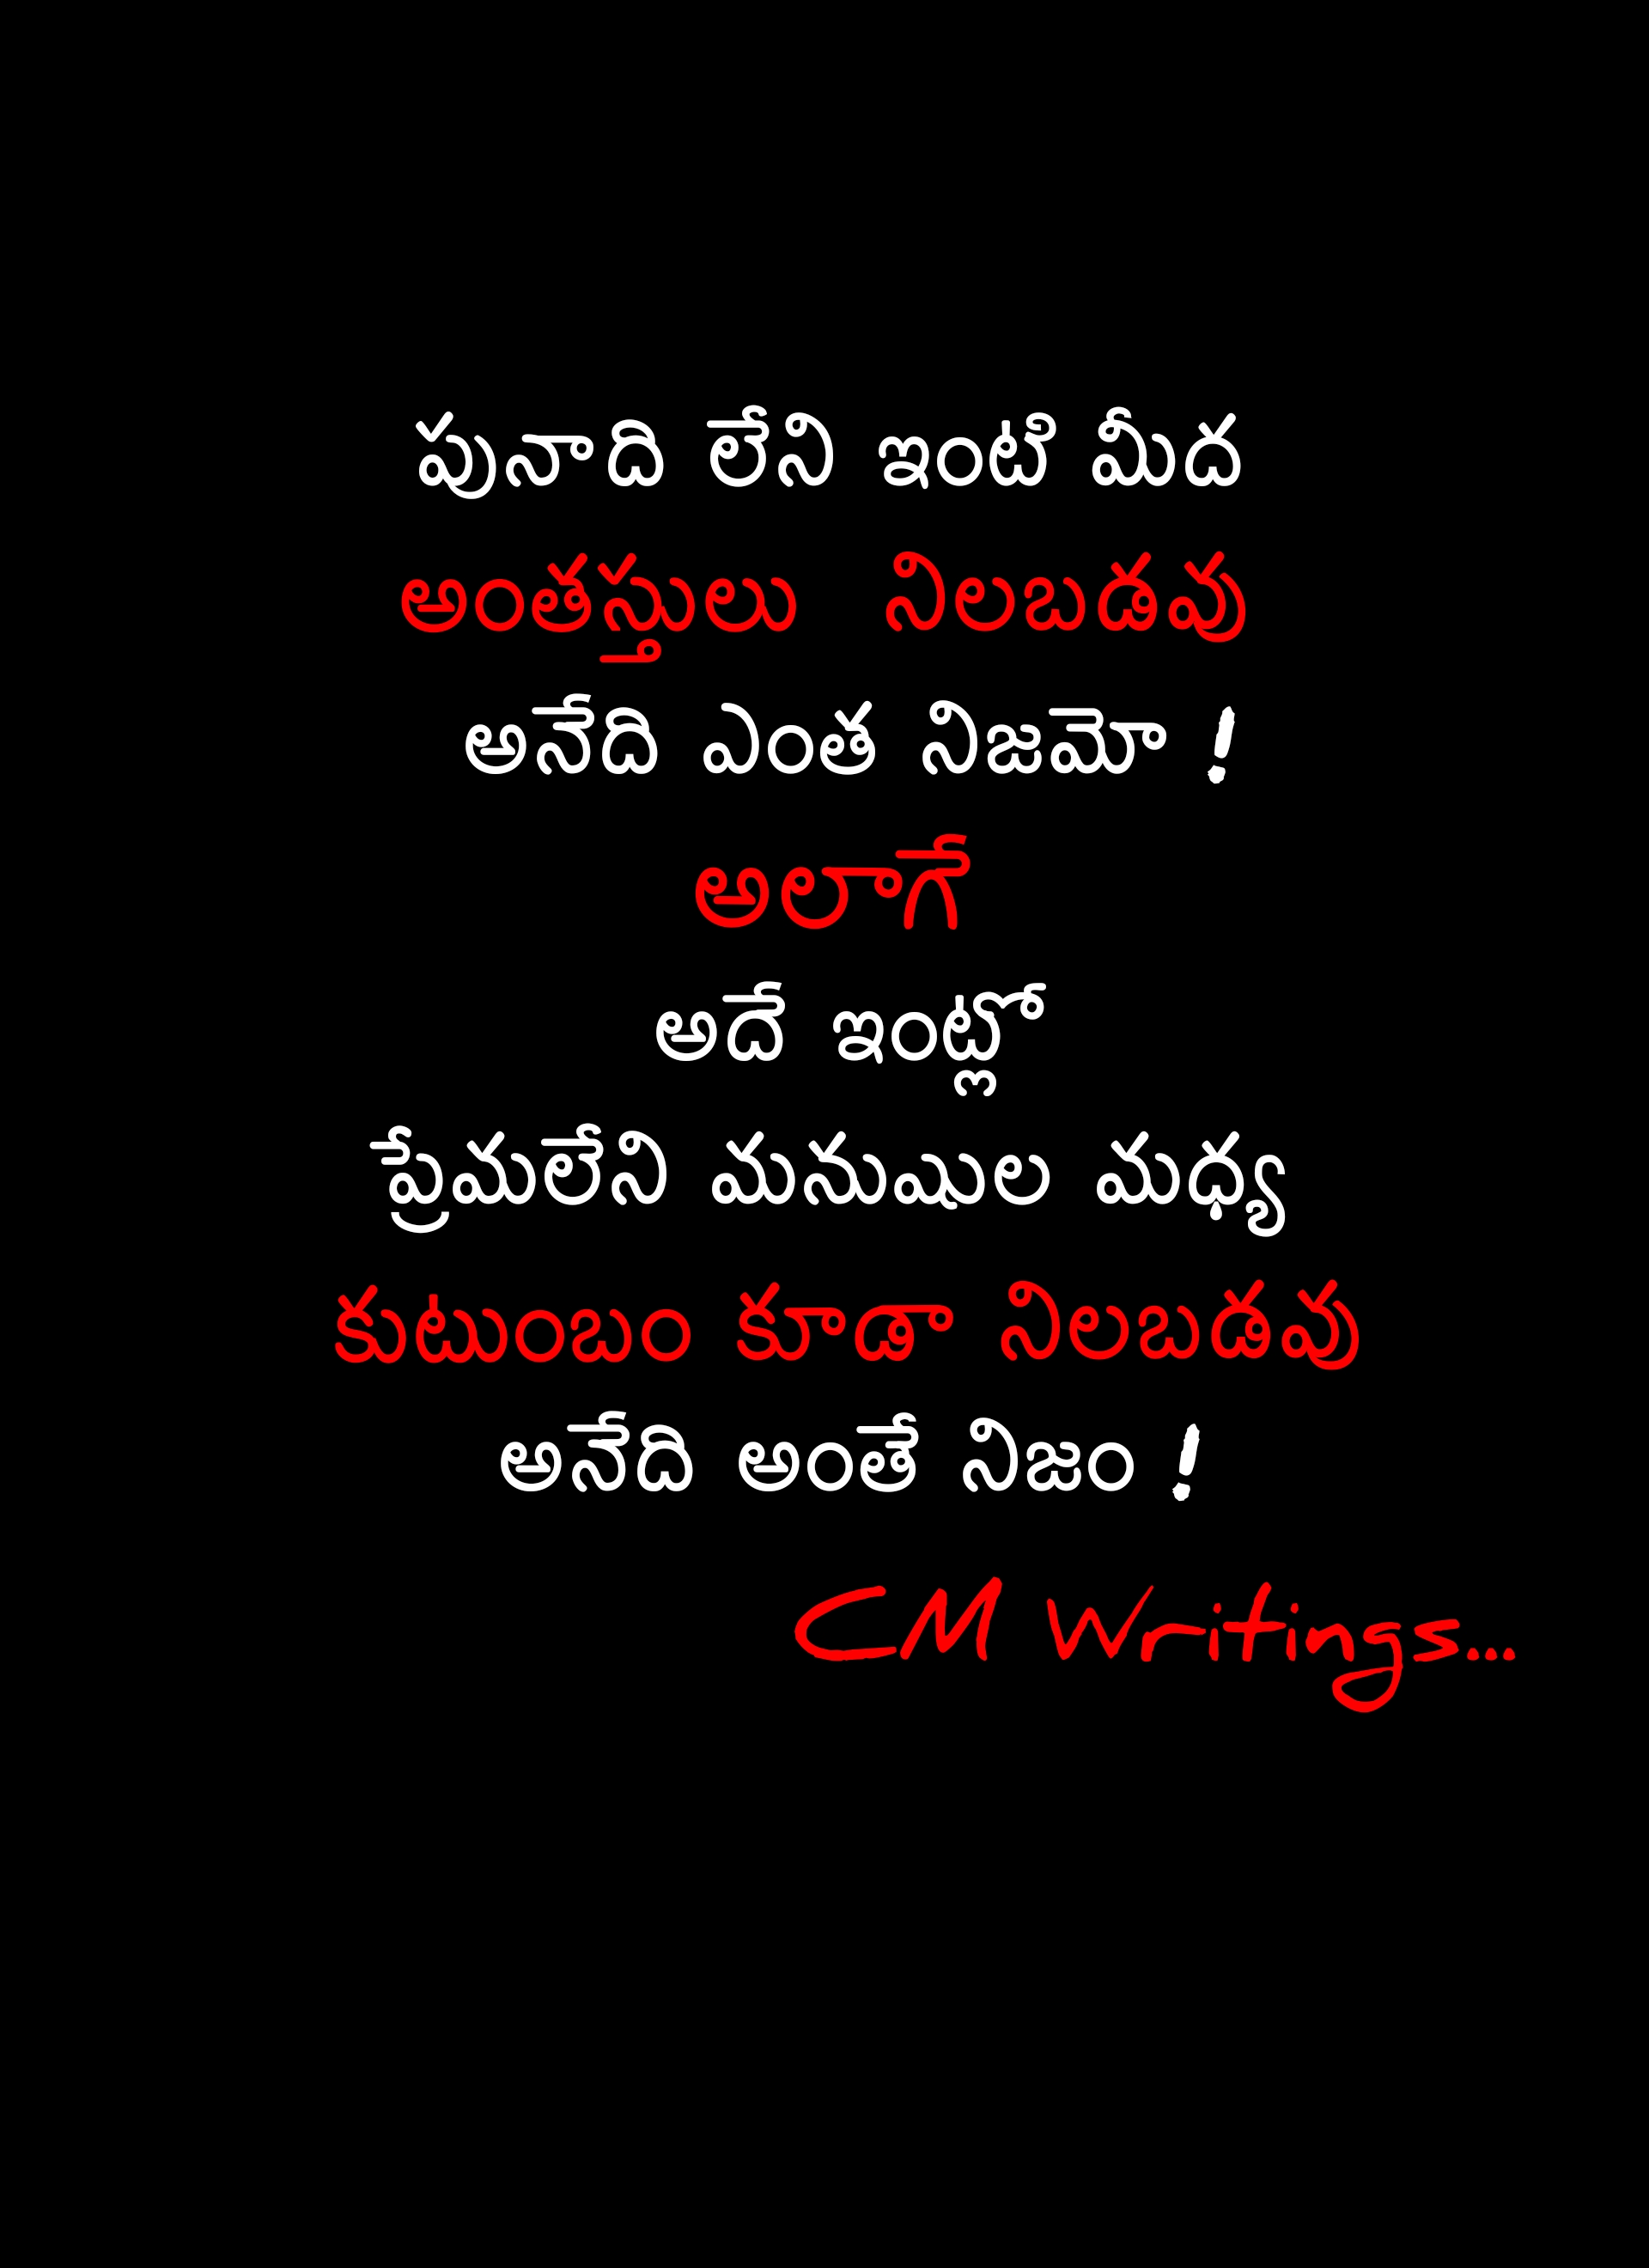 పునాది లేని ఇంటి మీద
అంతస్తులు నిలబడవు
అనేది ఎంత నిజమో !
అలాగే
అదే ఇంట్లో
ప్రేమలేని మనుషుల మధ్య
కుటుంబం కూడా నిలబడవు
అనేది అంతే నిజం !
CM Writings...